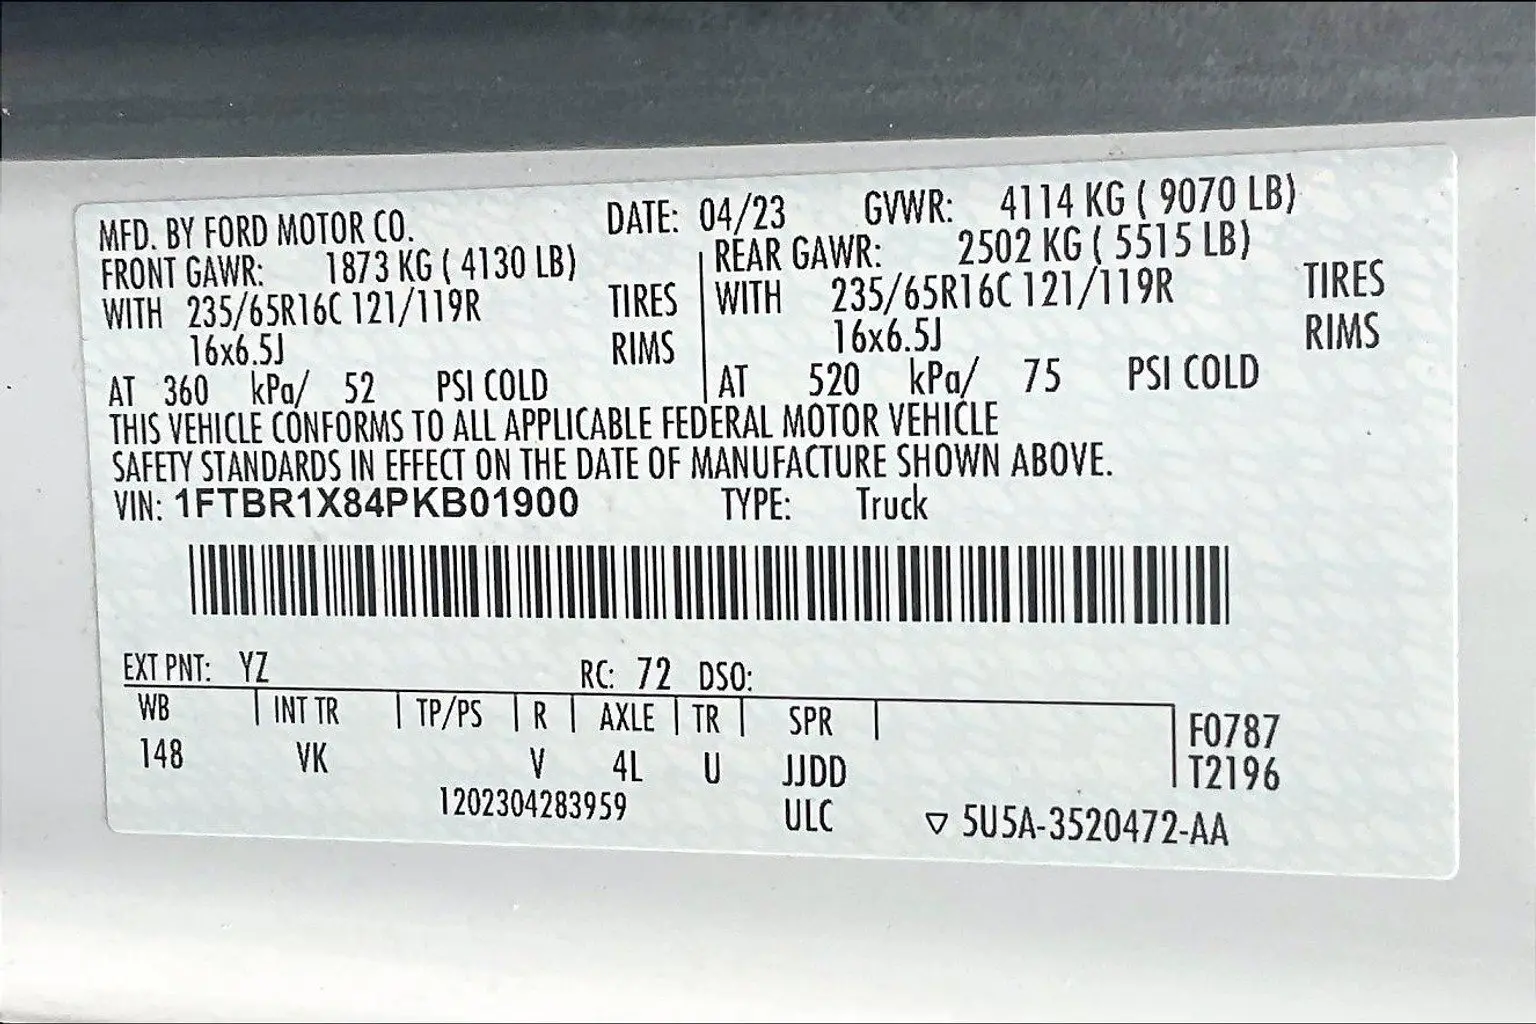 MFD. BY FORD MOTOR CO. DATE: 04/23 GVWR: 4114 KG ( 9070 LB)
FRONT GAWR: 1873 KG ( 4130 LB) REAR GAWR: 2502 KG ( 5515 LB)
WITH 235/65R16C 121/119R TIRES WITH 235/65R16C 121/119R TIRES
16x6.5J RIMS 16x6.5J RIMS
AT 360 kPa/ 52 PSI COLD AT 520 kPa/ 75 PSI COLD
THIS VEHICLE CONFORMS TO ALL APPLICABLE FEDERAL MOTOR VEHICLE
SAFETY STANDARDS IN EFFECT ON THE DATE OF MANUFACTURE SHOWN ABOVE.
VIN: 1FTBR1X84PKB01900 TYPE: Truck
EXT PNT: YZ RC: 72 DSO:
WB INT TR TP/PS R AXLE TR SPR F0787
148 VK V 4L U JJDD T2196
1202304283959 ULC ▽ 5U5A-3520472-AA